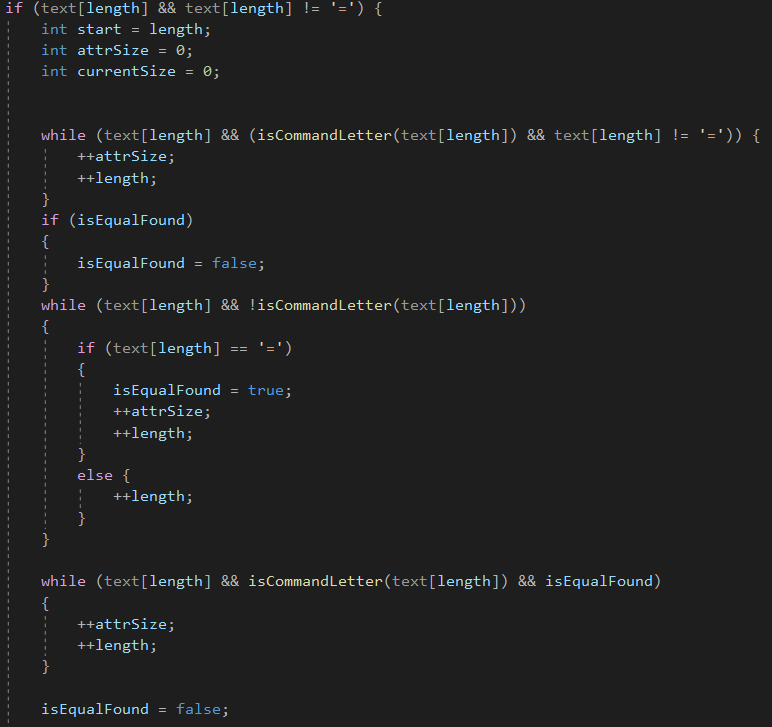 if (text[length] && text[length] != '=') {
int start = length;
int attrSize = 0;
int currentSize = 0;
while (text[length] && (isCommandLetter(text[length]) && text[length] != '=')) {
++attrSize;
++length;
}
if (isEqualFound)
{
isEqualFound = false;
}
while (text[length] && !isCommandLetter(text[length]))
{
if (text[length] == '=')
{
isEqualFound = true;
++attrSize;
++length;
}
else {
++length;
}
}
while (text[length] && isCommandLetter(text[length]) && isEqualFound)
{
++attrSize;
++length;
}
isEqualFound = false;